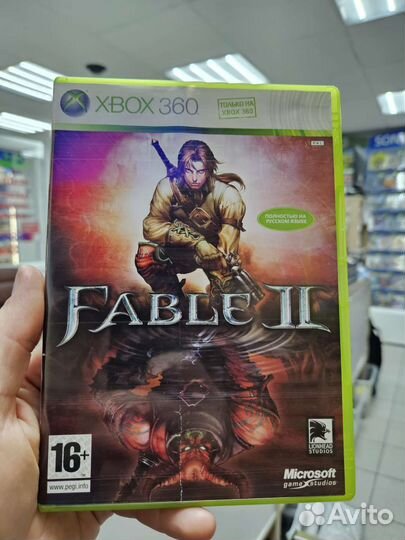 XBOX 360
ТОЛЬКО НА
XBOX 360
ПОЛНОСТЬЮ НА
РУССКОМ ЯЗЫКЕ
FABLE II
LIONHEAD
STUDIOS
16+
www.pegi.info
Microsoft
game studios
Avito